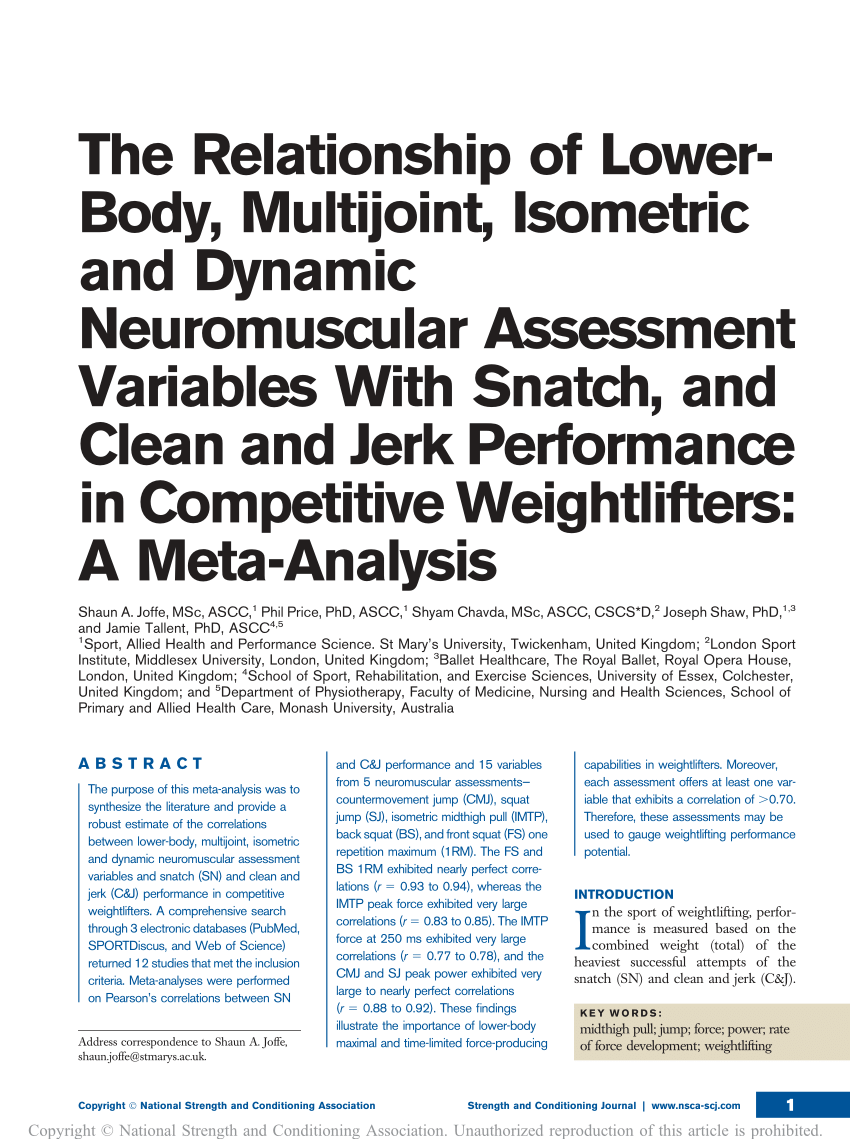 The Relationship of Lower-
Body, Multijoint, Isometric
and Dynamic
Neuromuscular Assessment
Variables With Snatch, and
Clean and Jerk Performance
in Competitive Weightlifters:
A Meta-Analysis
Shaun A. Joffe, MSc, ASCC,¹ Phil Price, PhD, ASCC,¹ Shyam Chavda, MSc, ASCC, CSCS*D,² Joseph Shaw, PhD,¹,³
and Jamie Tallent, PhD, ASCC⁴,⁵
¹Sport, Allied Health and Performance Science. St Mary's University, Twickenham, United Kingdom; ²London Sport
Institute, Middlesex University, London, United Kingdom; ³Ballet Healthcare, The Royal Ballet, Royal Opera House,
London, United Kingdom; ⁴School of Sport, Rehabilitation, and Exercise Sciences, University of Essex, Colchester,
United Kingdom; and ⁵Department of Physiotherapy, Faculty of Medicine, Nursing and Health Sciences, School of
Primary and Allied Health Care, Monash University, Australia
ABSTRACT
The purpose of this meta-analysis was to
synthesize the literature and provide a
robust estimate of the correlations
between lower-body, multijoint, isometric
and dynamic neuromuscular assessment
variables and snatch (SN) and clean and
jerk (C&J) performance in competitive
weightlifters. A comprehensive search
through 3 electronic databases (PubMed,
SPORTDiscus, and Web of Science)
returned 12 studies that met the inclusion
criteria. Meta-analyses were performed
on Pearson's correlations between SN
Address correspondence to Shaun A. Joffe,
shaun.joffe@stmarys.ac.uk.
and C&J performance and 15 variables
from 5 neuromuscular assessments—
countermovement jump (CMJ), squat
jump (SJ), isometric midthigh pull (IMTP),
back squat (BS), and front squat (FS) one
repetition maximum (1RM). The FS and
BS 1RM exhibited nearly perfect corre-
lations (r = 0.93 to 0.94), whereas the
IMTP peak force exhibited very large
correlations (r = 0.83 to 0.85). The IMTP
force at 250 ms exhibited very large
correlations (r = 0.77 to 0.78), and the
CMJ and SJ peak power exhibited very
large to nearly perfect correlations
(r = 0.88 to 0.92). These findings
illustrate the importance of lower-body
maximal and time-limited force-producing
capabilities in weightlifters. Moreover,
each assessment offers at least one var-
iable that exhibits a correlation of >0.70.
Therefore, these assessments may be
used to gauge weightlifting performance
potential.
INTRODUCTION
In the sport of weightlifting, perfor-
mance is measured based on the
combined weight (total) of the
heaviest successful attempts of the
snatch (SN) and clean and jerk (C&J).
KEY WORDS:
midthigh pull; jump; force; power; rate
of force development; weightlifting
Copyright © National Strength and Conditioning Association
Strength and Conditioning Journal | www.nsca-scj.com
1
Copyright © National Strength and Conditioning Association. Unauthorized reproduction of this article is prohibited.